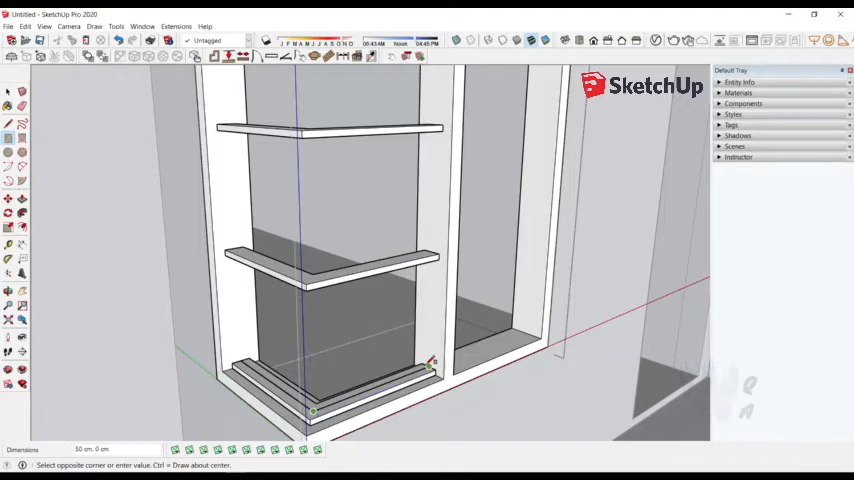 Untitled - SketchUp Pro 2020
File Edit View Camera Draw Tools Window Extensions Help
Untagged
J F M A M J J A S O N D
06:43 AM Noon 04:45 PM
SketchUp
Default Tray
Entity Info
Materials
Components
Styles
Tags
Shadows
Scenes
Instructor
Dimensions 50 cm, 0 cm
Select opposite corner or enter value. Ctrl = Draw about center.